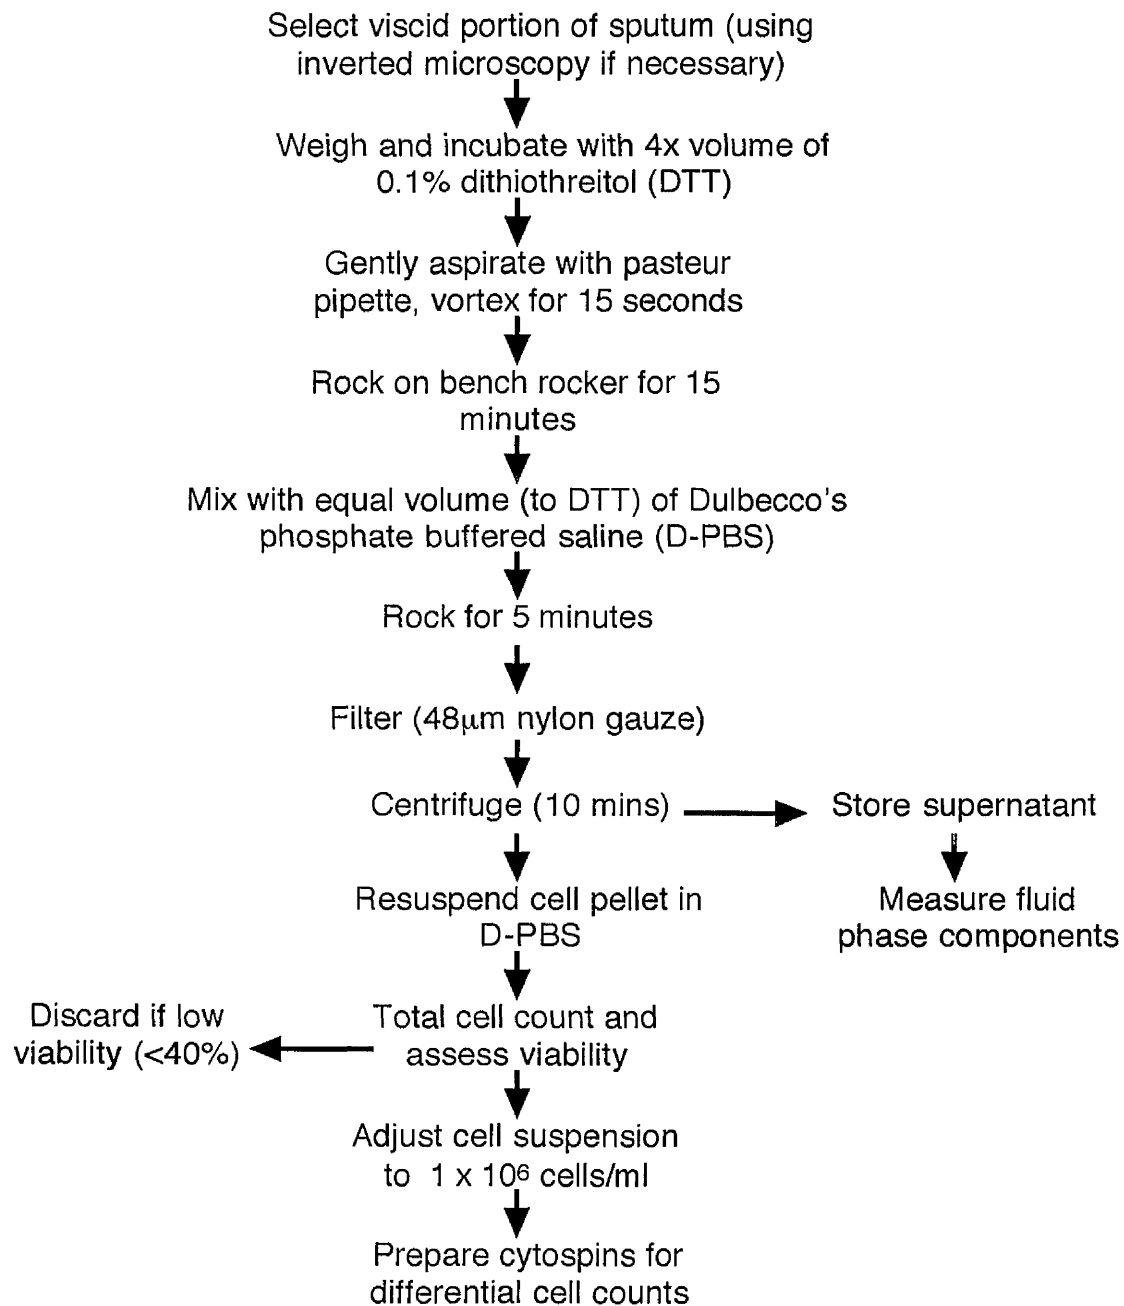 Select viscid portion of sputum (using
inverted microscopy if necessary)
Weigh and incubate with 4x volume of
0.1% dithiothreitol (DTT)
Gently aspirate with pasteur
pipette, vortex for 15 seconds
Rock on bench rocker for 15
minutes
Mix with equal volume (to DTT) of Dulbecco's
phosphate buffered saline (D-PBS)
Rock for 5 minutes
Filter (48μm nylon gauze)
Centrifuge (10 mins)
Store supernatant
Measure fluid
phase components
Resuspend cell pellet in
D-PBS
Total cell count and
assess viability
Discard if low
viability (<40%)
Adjust cell suspension
to 1 x 10⁶ cells/ml
Prepare cytospins for
differential cell counts